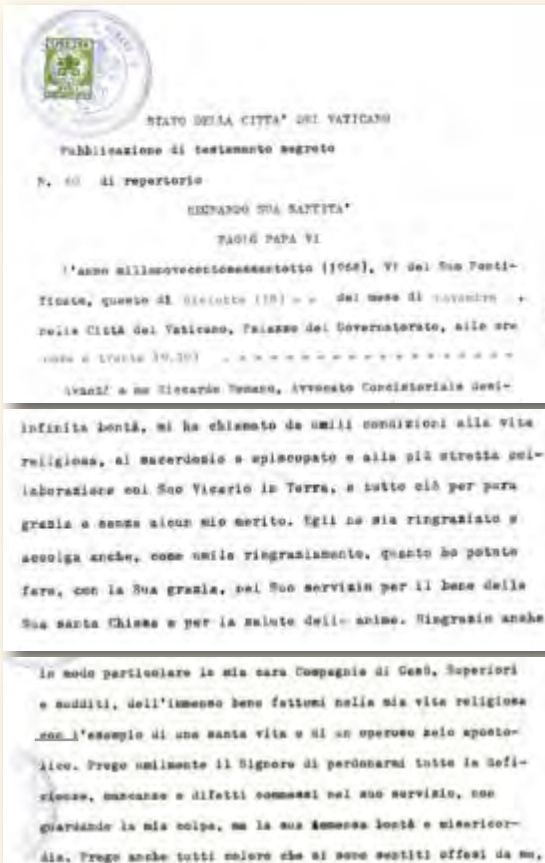 STATO DELLA CITTA' DEL VATICANO
Pubblicazione di testamento segreto
N. 60 di repertorio
REGNANDO SUA SANTITA'
PAOLO PAPA VI
L'anno millenovecentosessantotto (1968), VI del Suo Ponti-
ficato, questo dì diciotto (18) - - del mese di novembre ,
nella Città del Vaticano, Palazzo del Governatorato, alle ore
nove e trenta
Avanti a me Riccardo Romano, Avvocato Concistoriale desi-
infinita bontà, mi ha chiamato da umili condizioni alla vita
religiosa, al sacerdozio e episcopato e alla più stretta col-
laborazione col Suo Vicario in Terra, e tutto ciò per pura
grazia e senza alcun mio merito. Egli ne sia ringraziato e
accolga anche, come umile ringraziamento, quanto ho potuto
fare, con la Sua grazia, nel Suo servizio per il bene della
Sua santa Chiesa e per la salute delle anime. Ringrazio anche
in modo particolare la mia cara Compagnia di Gesù, Superiori
e sudditi, dell'immenso bene fattomi nella mia vita religiosa
con l'esempio di una santa vita e di un operoso zelo aposto-
lico. Prego umilmente il Signore di perdonarmi tutte le defi-
cienze, mancanze e difetti commessi nel suo servizio, non
guardando la mia colpa, ma la sua immensa bontà e misericor-
dia. Prego anche tutti coloro che si sono sentiti offesi da me,